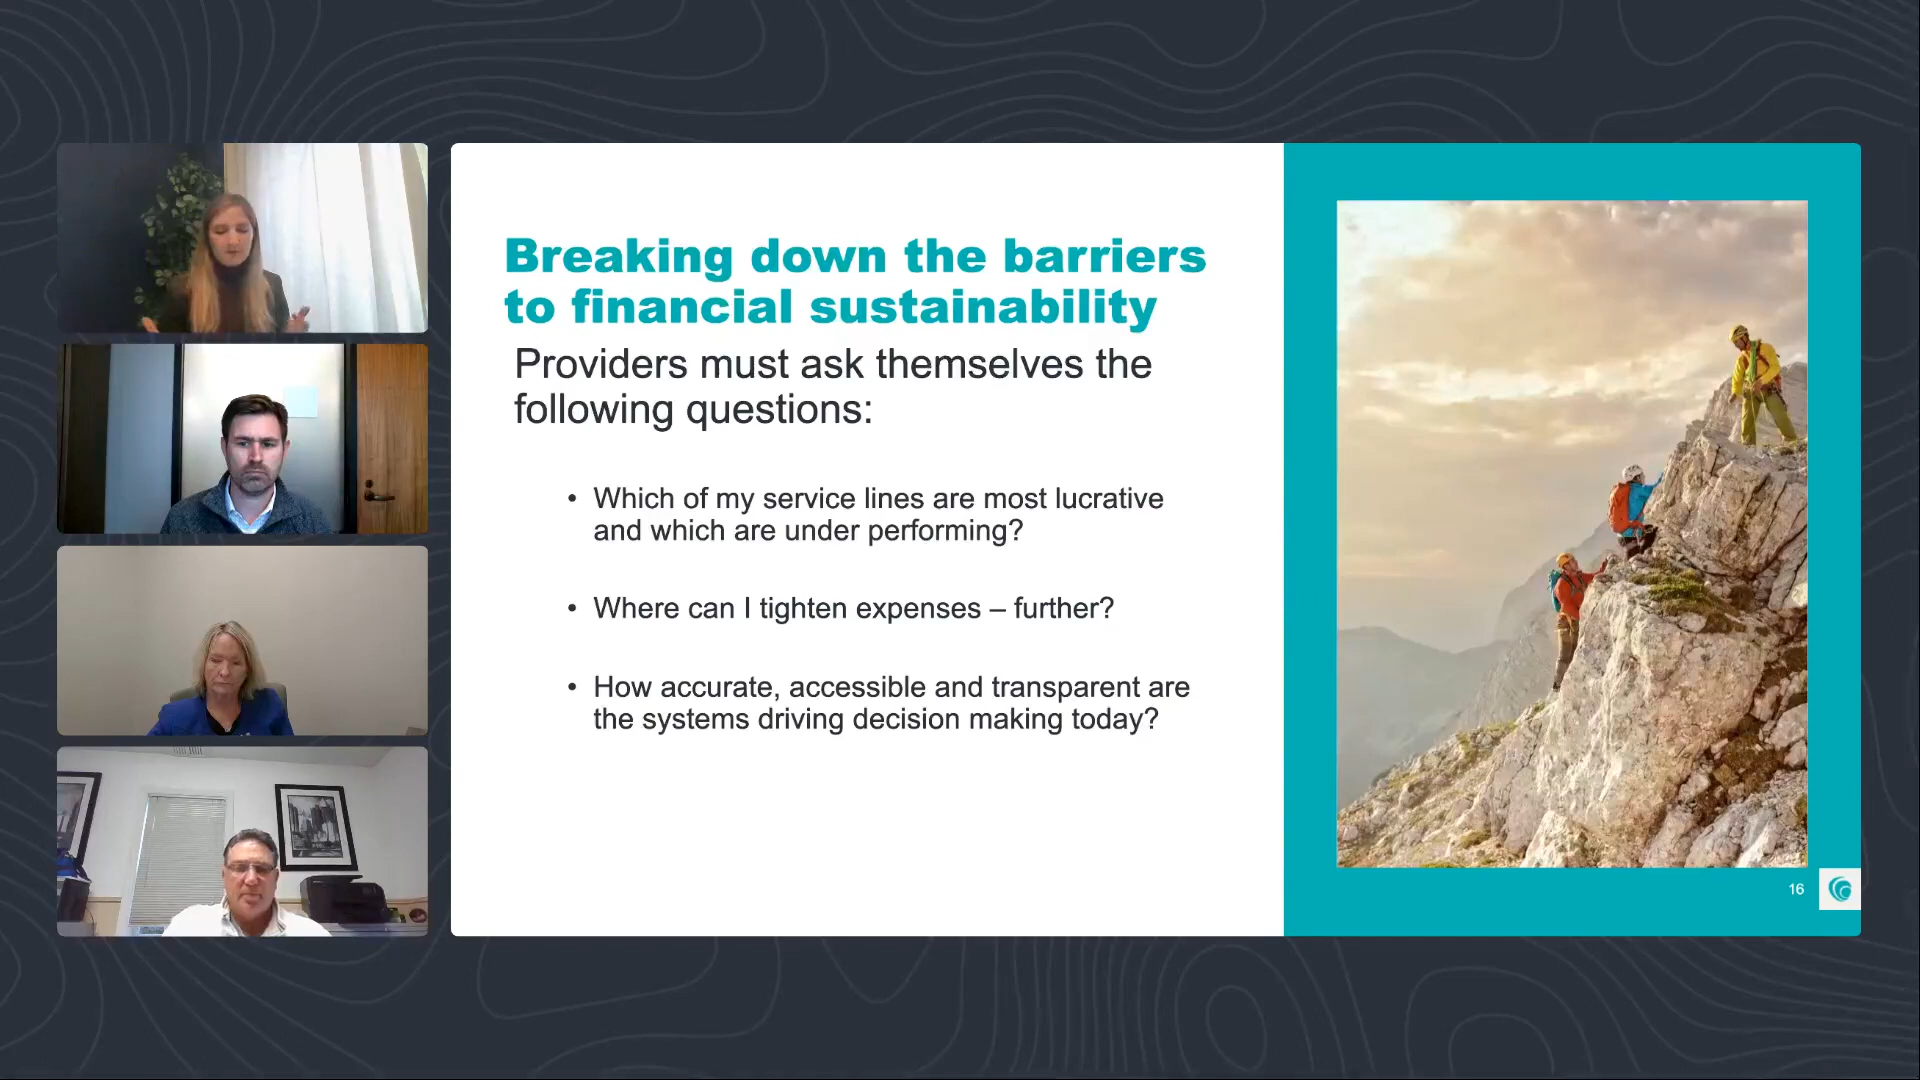 Breaking down the barriers
to financial sustainability
Providers must ask themselves the
following questions:
• Which of my service lines are most lucrative
and which are under performing?
• Where can I tighten expenses – further?
• How accurate, accessible and transparent are
the systems driving decision making today?
16